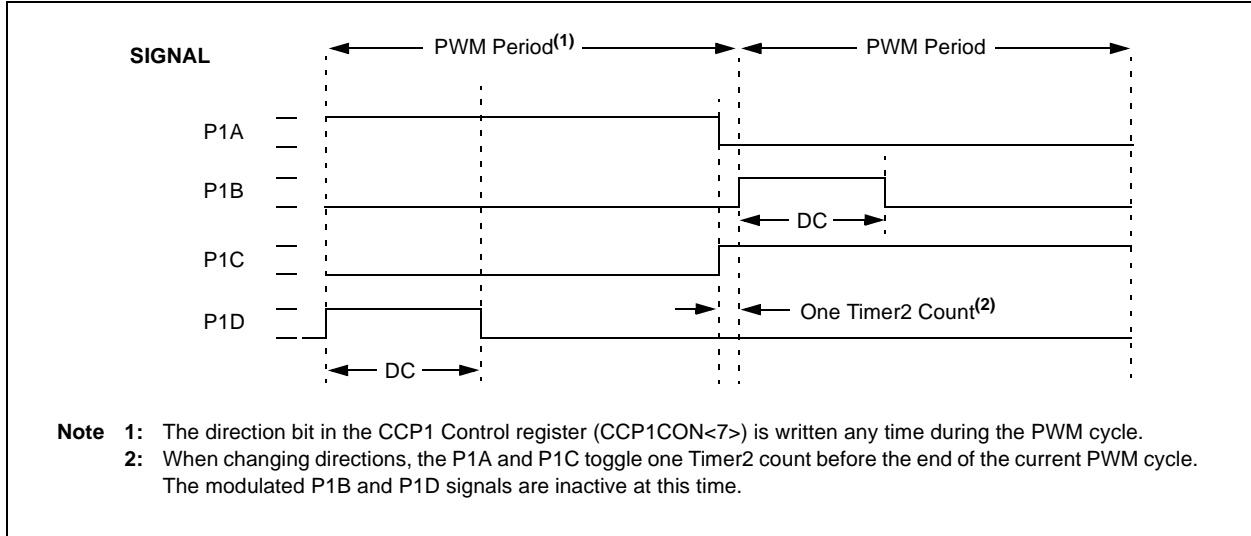 SIGNAL
PWM Period(1)
PWM Period
P1A
P1B
DC
P1C
One Timer2 Count(2)
P1D
DC
Note 1: The direction bit in the CCP1 Control register (CCP1CON<7>) is written any time during the PWM cycle.
2: When changing directions, the P1A and P1C toggle one Timer2 count before the end of the current PWM cycle.
The modulated P1B and P1D signals are inactive at this time.